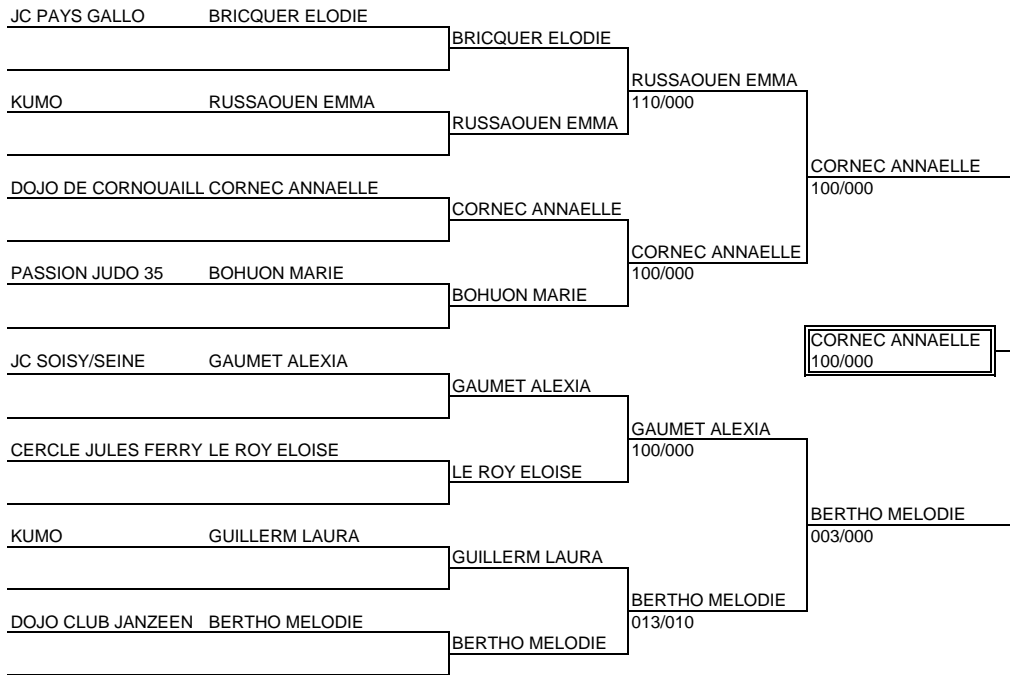 JC PAYS GALLO BRICQUER ELODIE
BRICQUER ELODIE
RUSSAOUEN EMMA
110/000
KUMO RUSSAOUEN EMMA
RUSSAOUEN EMMA
CORNEC ANNAELLE
100/000
DOJO DE CORNOUAILL CORNEC ANNAELLE
CORNEC ANNAELLE
CORNEC ANNAELLE
100/000
PASSION JUDO 35 BOHUON MARIE
BOHUON MARIE
CORNEC ANNAELLE
100/000
JC SOISY/SEINE GAUMET ALEXIA
GAUMET ALEXIA
GAUMET ALEXIA
100/000
CERCLE JULES FERRY LE ROY ELOISE
LE ROY ELOISE
BERTHO MELODIE
003/000
KUMO GUILLERM LAURA
GUILLERM LAURA
BERTHO MELODIE
013/010
DOJO CLUB JANZEEN BERTHO MELODIE
BERTHO MELODIE